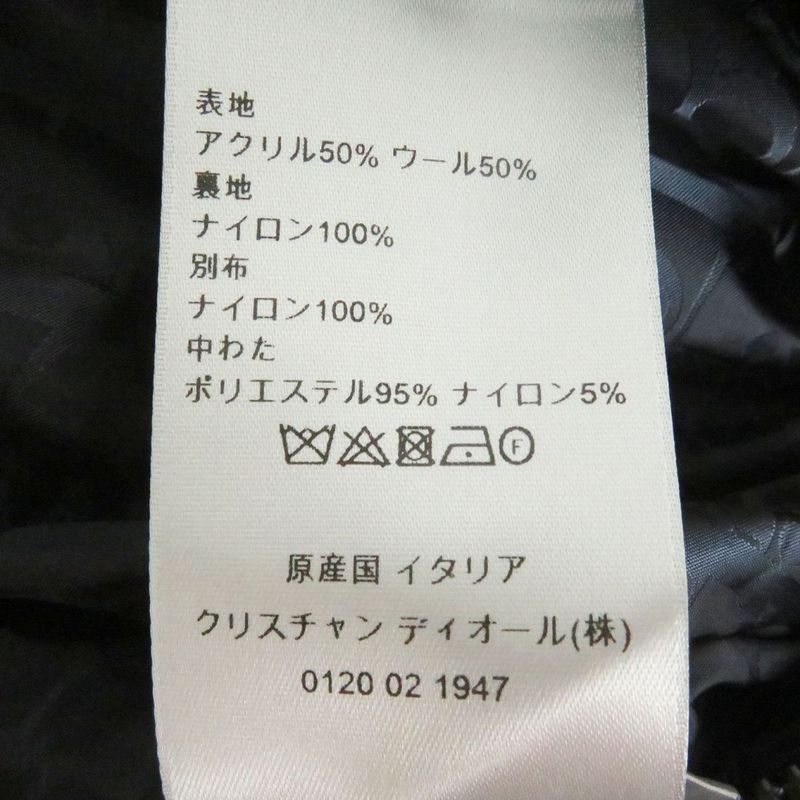 表地
アクリル50% ウール50%
裏地
ナイロン100%
別布
ナイロン100%
中わた
ポリエステル95% ナイロン5%
F
原産国 イタリア
クリスチャン ディオール(株)
0120 02 1947